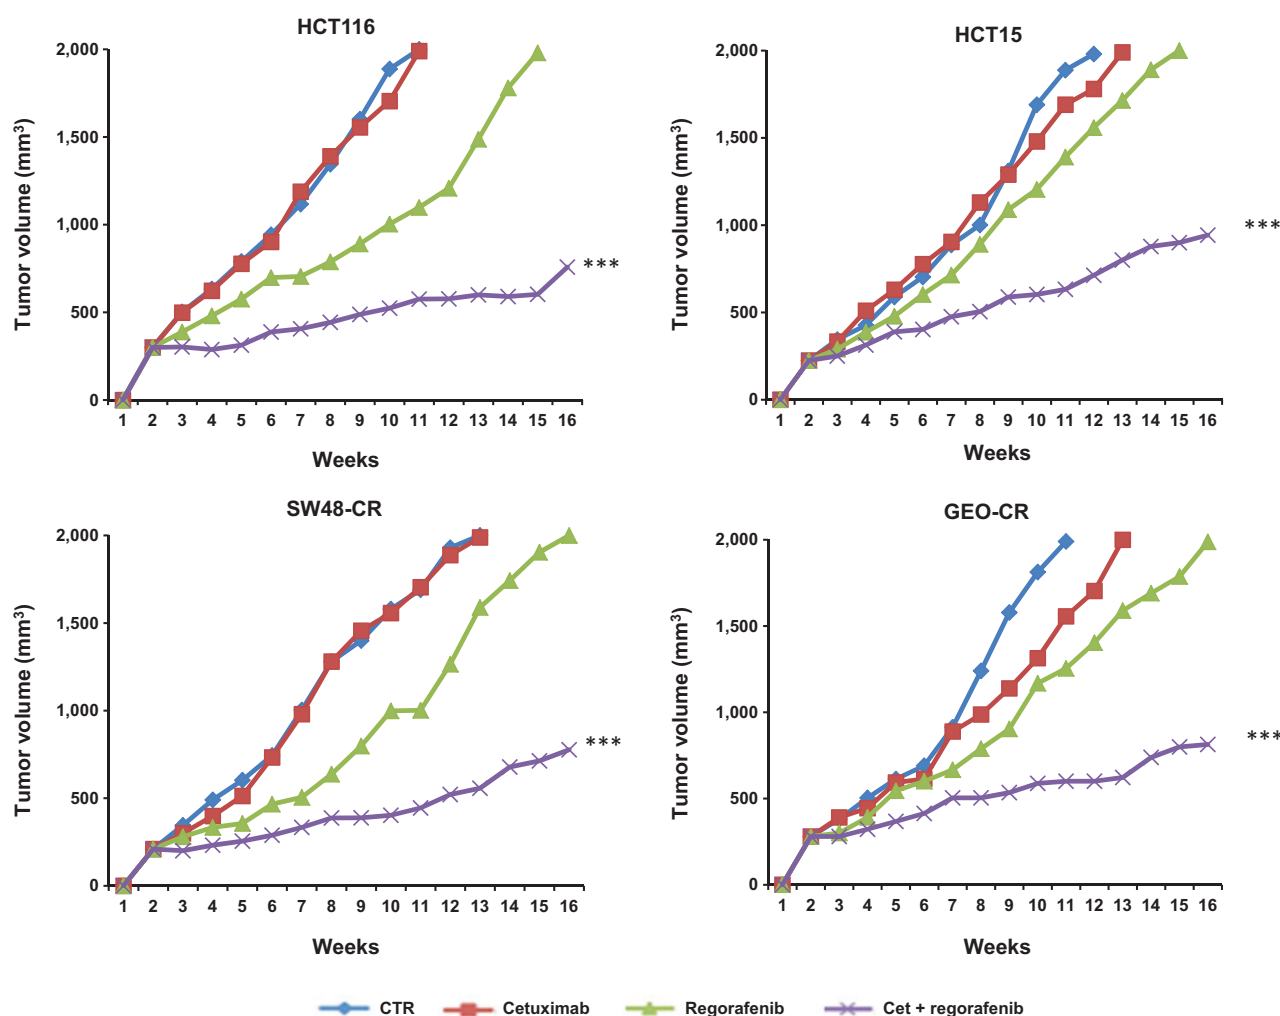 HCT116
2,000
1,500
1,000
500
0
Tumor volume (mm³)
1 2 3 4 5 6 7 8 9 10 11 12 13 14 15 16
Weeks
***
HCT15
2,000
1,500
1,000
500
0
Tumor volume (mm³)
1 2 3 4 5 6 7 8 9 10 11 12 13 14 15 16
Weeks
***
SW48-CR
2,000
1,500
1,000
500
0
Tumor volume (mm³)
1 2 3 4 5 6 7 8 9 10 11 12 13 14 15 16
Weeks
***
GEO-CR
2,000
1,500
1,000
500
0
Tumor volume (mm³)
1 2 3 4 5 6 7 8 9 10 11 12 13 14 15 16
Weeks
***
CTR Cetuximab Regorafenib Cet + regorafenib